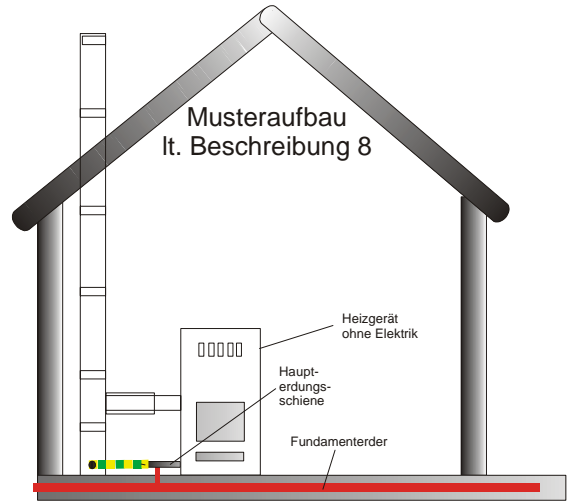 Musteraufbau
lt. Beschreibung 8
Heizgerät
ohne Elektrik
Haupt-
erdungs-
schiene
Fundamenterder